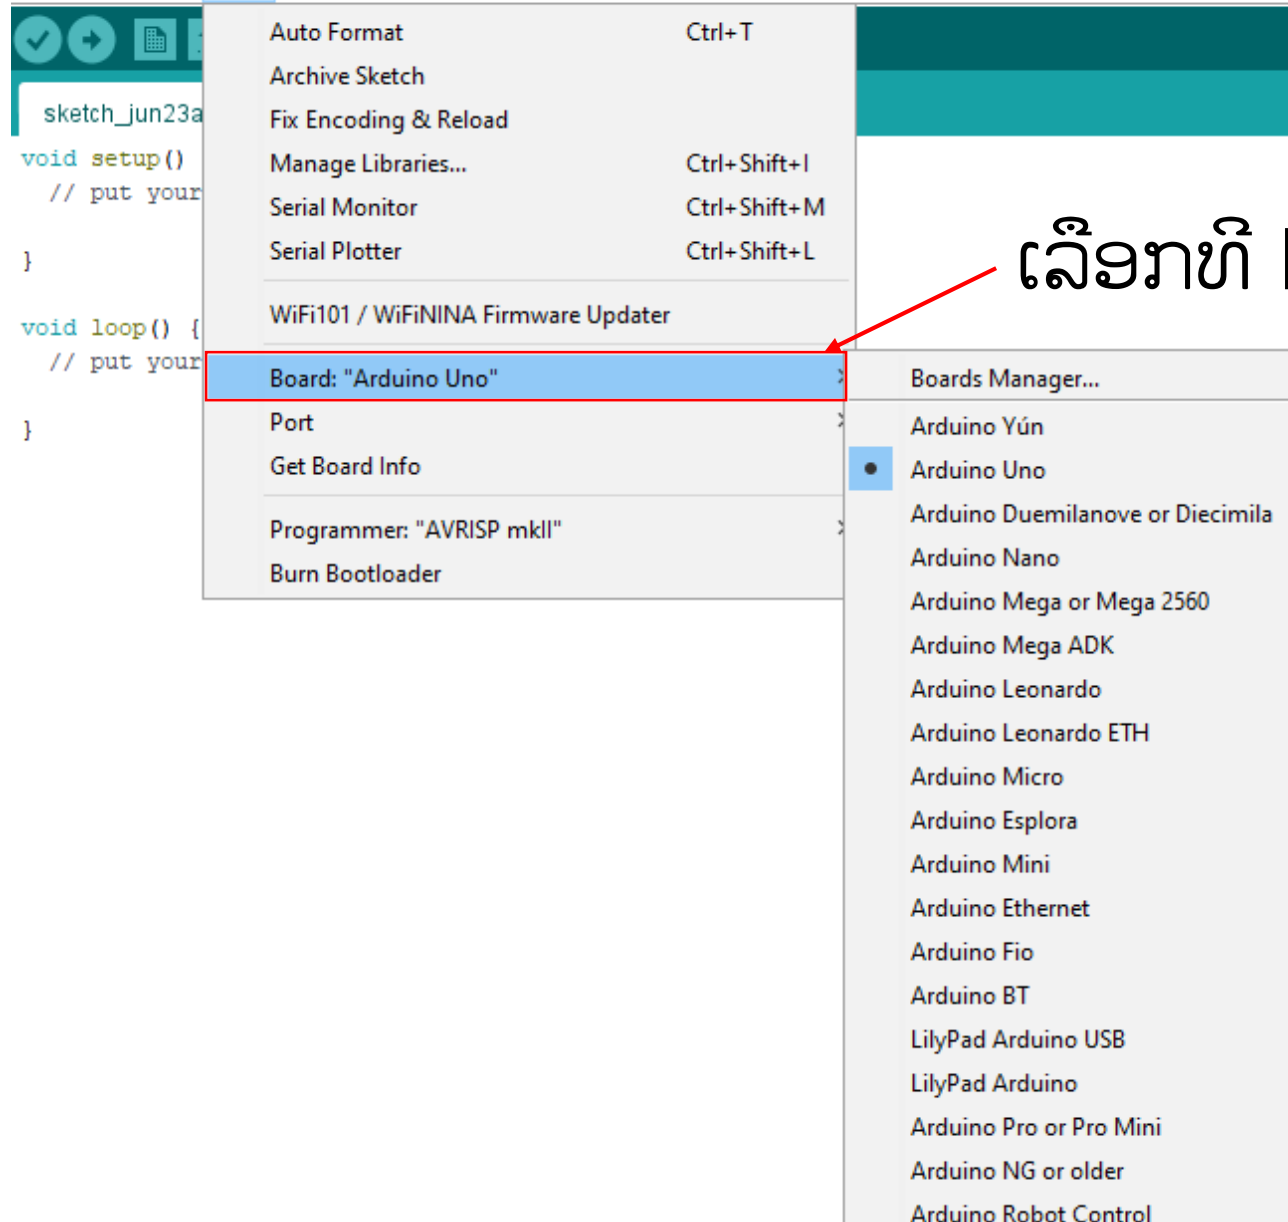 Auto Format Ctrl+T
Archive Sketch
sketch_jun23a
Fix Encoding & Reload
void setup()
Manage Libraries... Ctrl+Shift+I
// put your
Serial Monitor Ctrl+Shift+M
Serial Plotter Ctrl+Shift+L
}
ເລືອກທີ
WiFi101 / WiFiNINA Firmware Updater
void loop() {
// put your
Board: "Arduino Uno"
Port
}
Get Board Info
Programmer: "AVRISP mkII"
Burn Bootloader
Boards Manager...
Arduino Yún
Arduino Uno
Arduino Duemilanove or Diecimila
Arduino Nano
Arduino Mega or Mega 2560
Arduino Mega ADK
Arduino Leonardo
Arduino Leonardo ETH
Arduino Micro
Arduino Esplora
Arduino Mini
Arduino Ethernet
Arduino Fio
Arduino BT
LilyPad Arduino USB
LilyPad Arduino
Arduino Pro or Pro Mini
Arduino NG or older
Arduino Robot Control